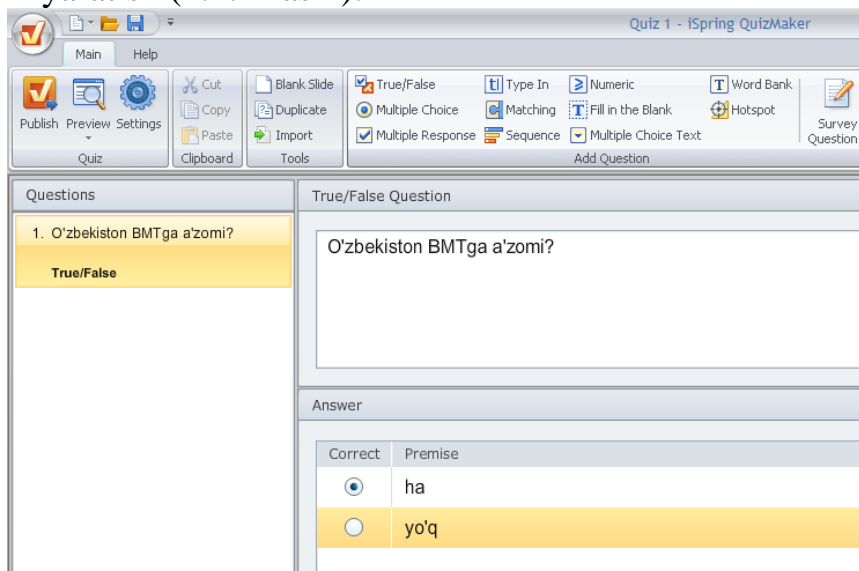 Quiz 1 - iSpring QuizMaker
Main Help
Cut Blank Slide True/False Type In Numeric Word Bank
Copy Duplicate Multiple Choice Matching Fill in the Blank Hotspot
Publish Preview Settings Paste Import Multiple Response Sequence Multiple Choice Text Survey Question
Quiz Clipboard Tools Add Question
Questions
1. O'zbekiston BMTga a'zomi?
True/False
True/False Question
O'zbekiston BMTga a'zomi?
Answer
Correct Premise
ha
yo'q